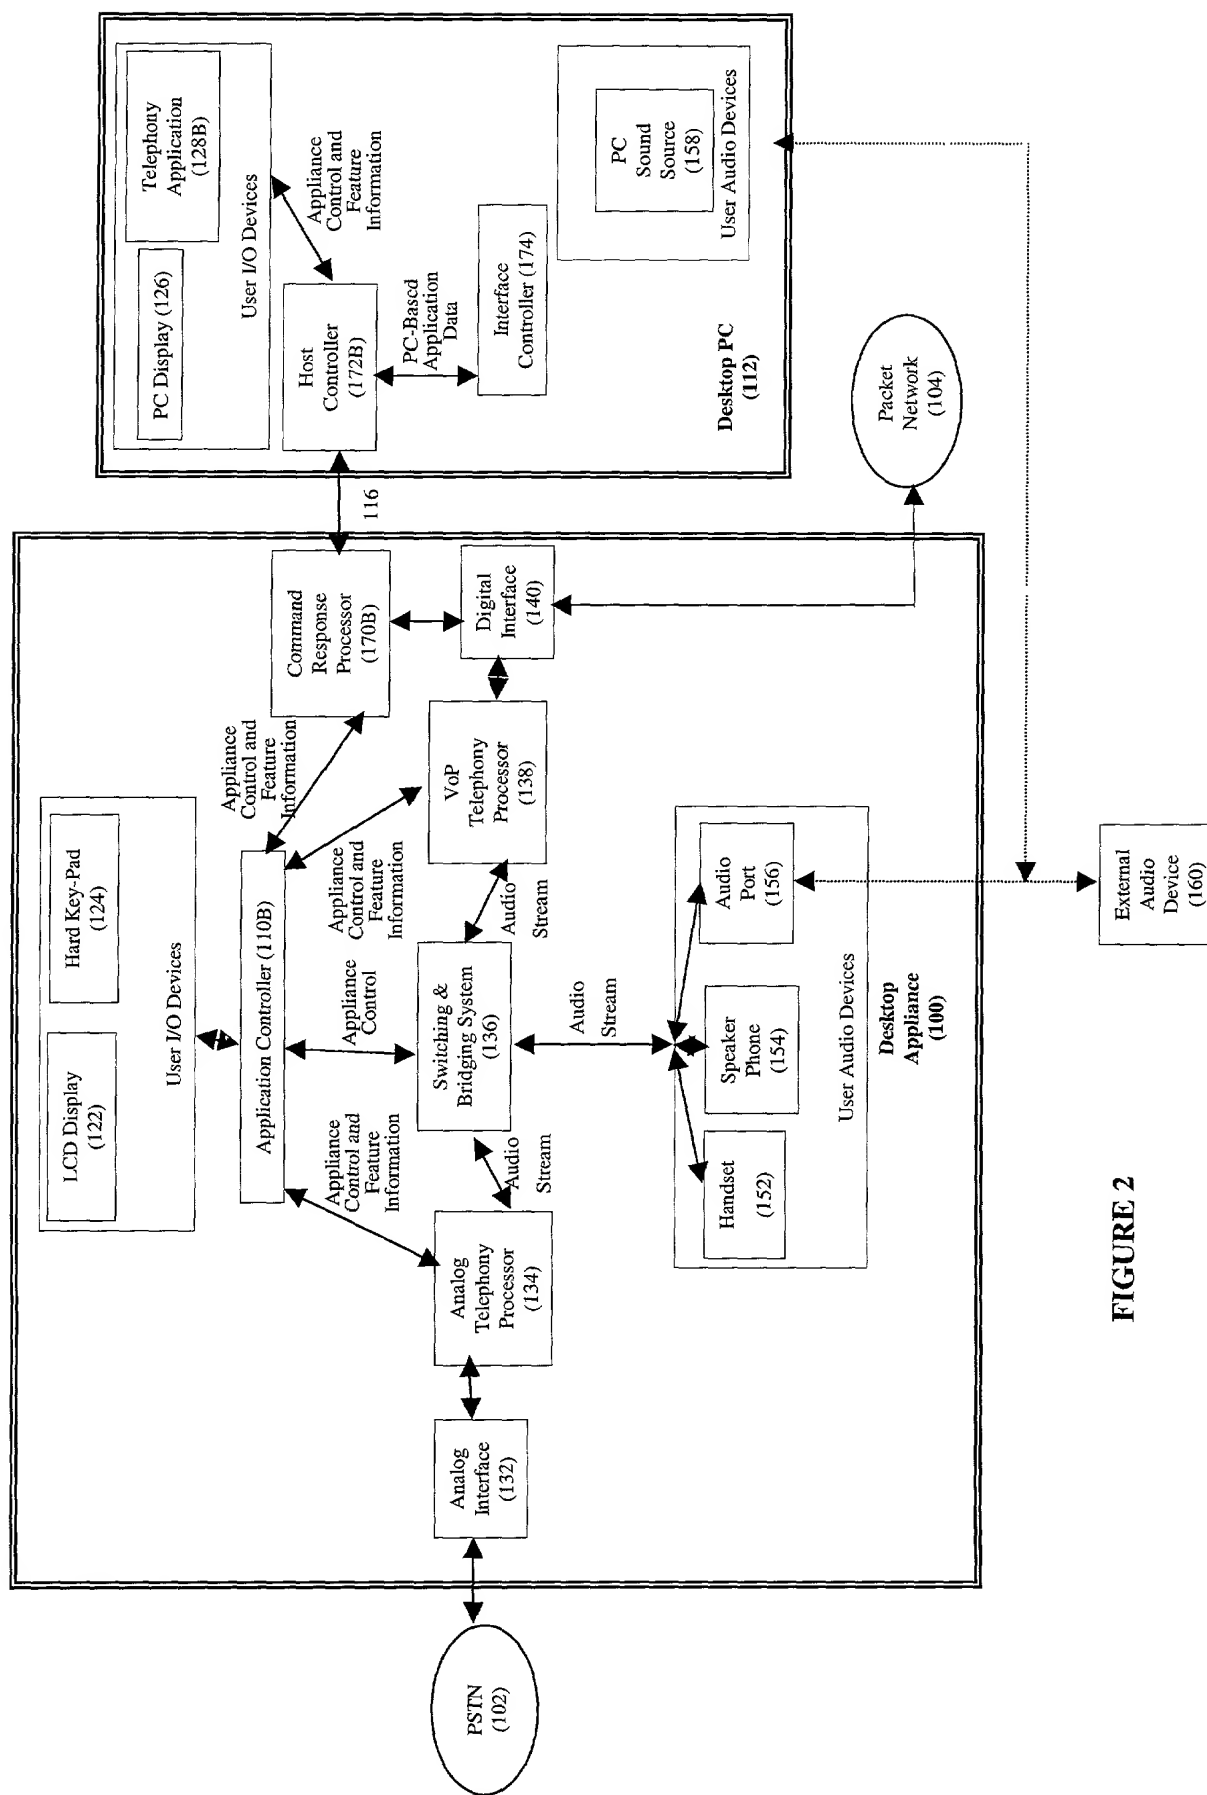 LCD Display
(122)
Hard Key-Pad
(124)
User I/O Devices
Application Controller (110B)
Appliance
Control and
Feature
Information
Appliance
Control
Appliance
Control and
Feature
Information
Appliance
Control and
Feature
Information
Command
Response
Processor
(170B)
116
PSTN
(102)
Analog
Interface
(132)
Analog
Telephony
Processor
(134)
Audio
Stream
Switching &
Bridging System
(136)
Audio
Stream
VoP
Telephony
Processor
(138)
Digital
Interface
(140)
Audio
Stream
Handset
(152)
Speaker
Phone
(154)
Audio
Port
(156)
User Audio Devices
Desktop
Appliance
(100)
PC Display (126)
Telephony
Application
(128B)
User I/O Devices
Host
Controller
(172B)
Appliance
Control and
Feature
Information
PC-Based
Application
Data
Interface
Controller (174)
PC
Sound
Source
(158)
User Audio Devices
Desktop PC
(112)
Packet
Network
(104)
External
Audio
Device
(160)
FIGURE 2